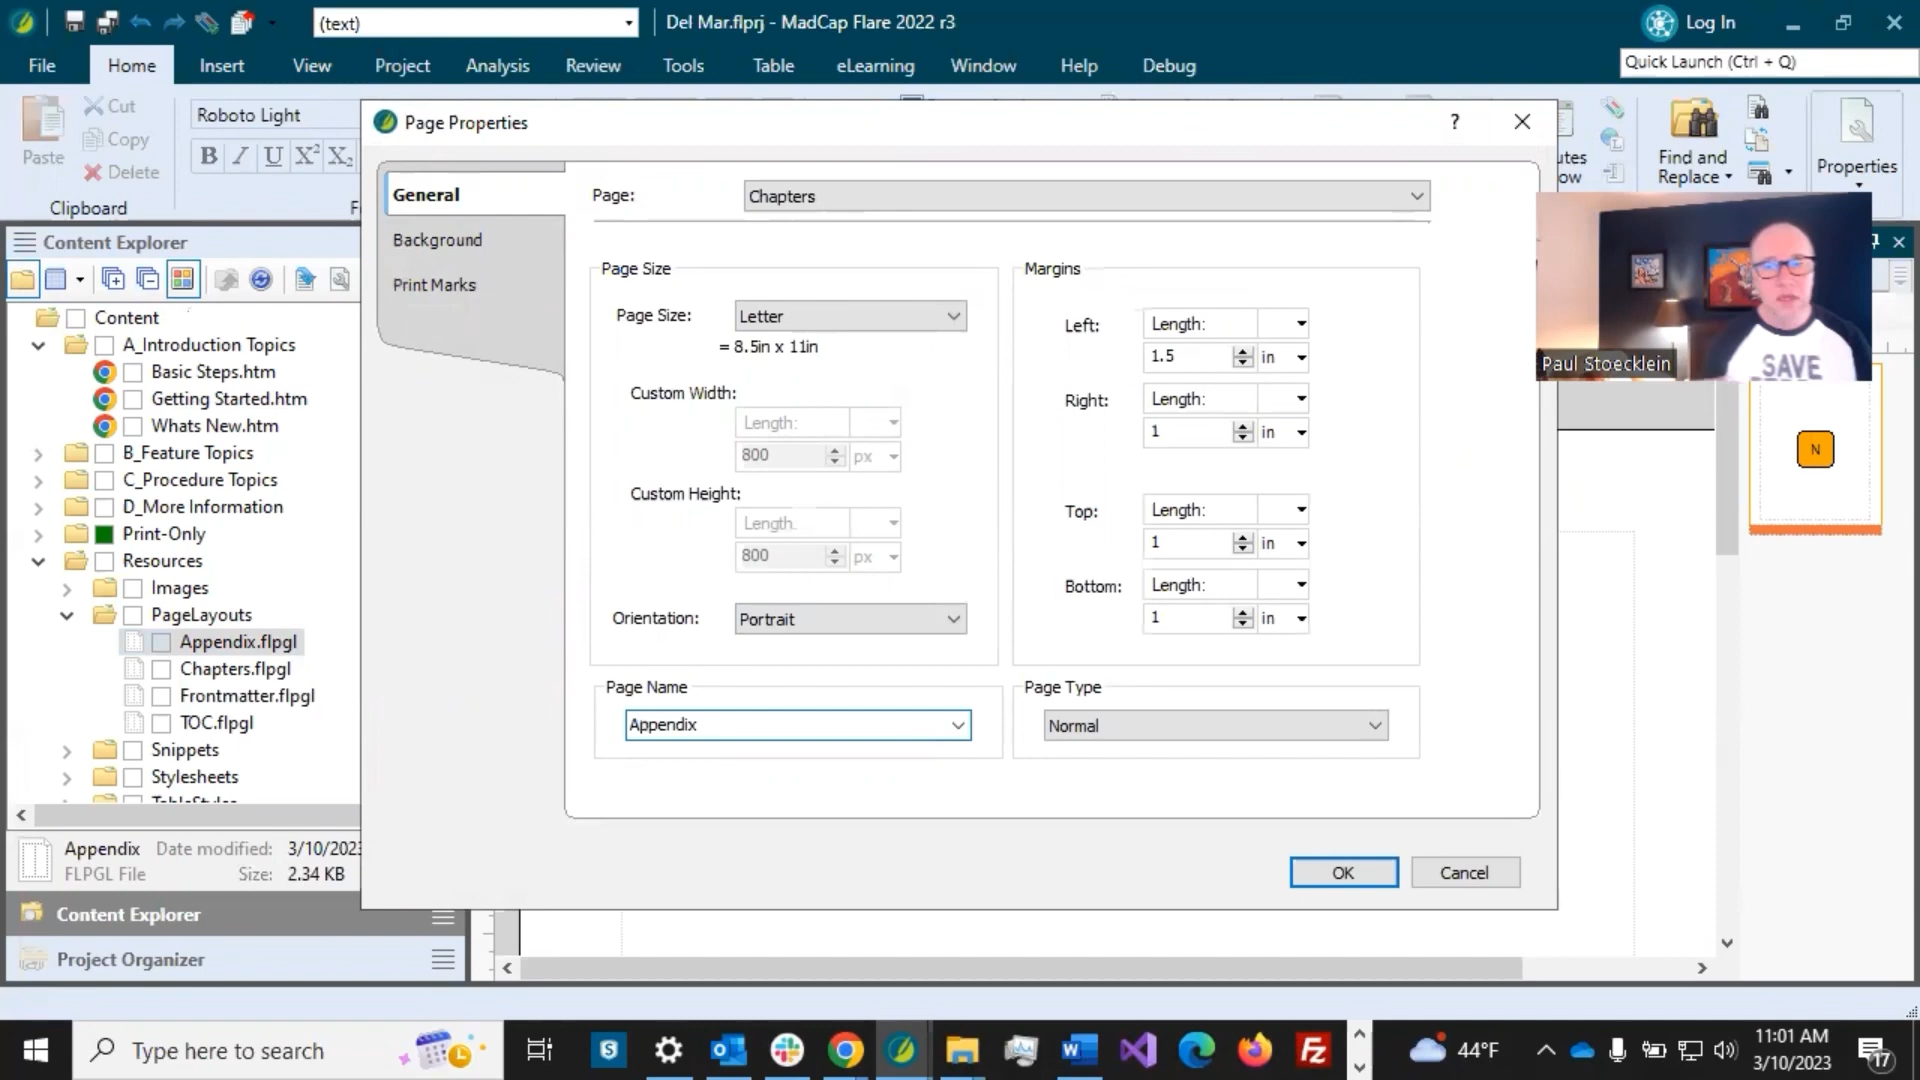 (text)
Del Mar.flprj - MadCap Flare 2022 r3
Log In
File
Home
Insert
View
Project
Analysis
Review
Tools
Table
eLearning
Window
Help
Debug
Quick Launch (Ctrl + Q)
Paste
Cut
Copy
Delete
Clipboard
Roboto Light
B I U X² X₂
Find and
Replace
Properties
Page Properties
?
General
Background
Print Marks
Page:
Chapters
Page Size
Page Size:
Letter
= 8.5in x 11in
Custom Width:
Length:
800
px
Custom Height:
Length:
800
px
Orientation:
Portrait
Margins
Left:
Length:
1.5
in
Right:
Length:
1
in
Top:
Length:
1
in
Bottom:
Length:
1
in
Page Name
Appendix
Page Type
Normal
OK
Cancel
Content Explorer
Content
A_Introduction Topics
Basic Steps.htm
Getting Started.htm
Whats New.htm
B_Feature Topics
C_Procedure Topics
D_More Information
Print-Only
Resources
Images
PageLayouts
Appendix.flpgl
Chapters.flpgl
Frontmatter.flpgl
TOC.flpgl
Snippets
Stylesheets
Appendix
Date modified:
3/10/2023
FLPGL File
Size:
2.34 KB
Content Explorer
Project Organizer
Paul Stoecklein
SAVE
N
Type here to search
44°F
11:01 AM
3/10/2023
17